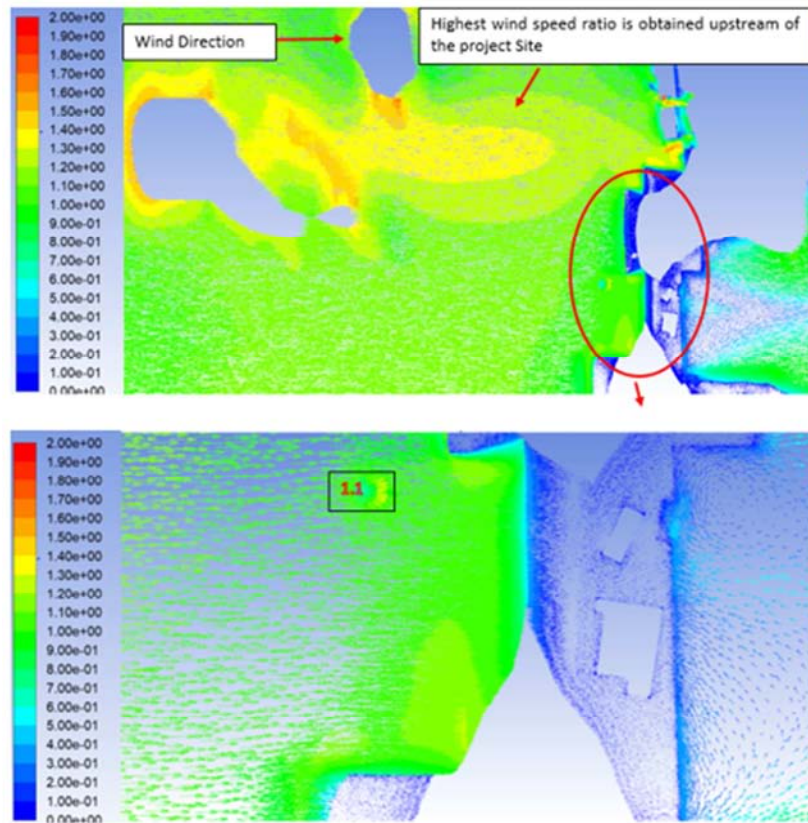 Wind Direction
Highest wind speed ratio is obtained upstream of
the project Site
2.00e+00
1.90e+00
1.80e+00
1.70e+00
1.60e+00
1.50e+00
1.40e+00
1.30e+00
1.20e+00
1.10e+00
1.00e+00
9.00e-01
8.00e-01
7.00e-01
6.00e-01
5.00e-01
4.00e-01
3.00e-01
2.00e-01
1.00e-01
0.00e+00
2.00e+00
1.90e+00
1.80e+00
1.70e+00
1.60e+00
1.50e+00
1.40e+00
1.30e+00
1.20e+00
1.10e+00
1.00e+00
9.00e-01
8.00e-01
7.00e-01
6.00e-01
5.00e-01
4.00e-01
3.00e-01
2.00e-01
1.00e-01
0.00e+00
1.1